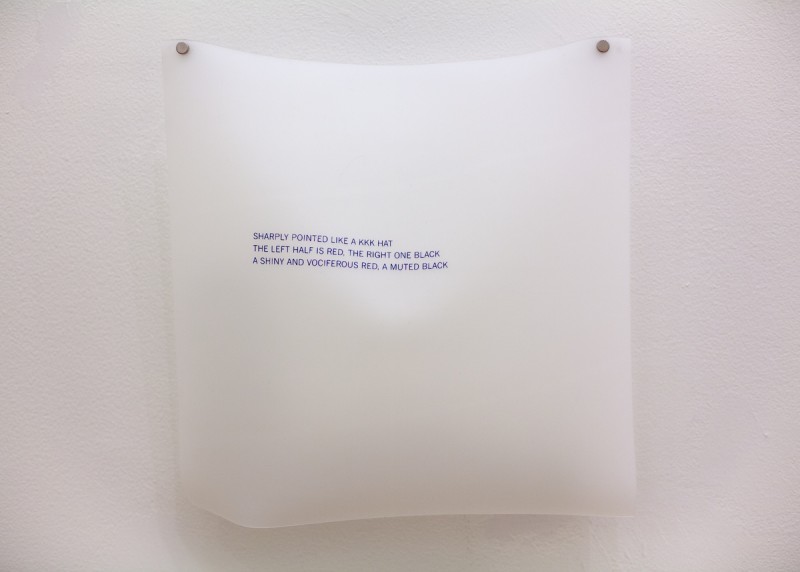 SHARPLY POINTED LIKE A KKK HAT
THE LEFT HALF IS RED, THE RIGHT ONE BLACK
A SHINY AND VOCIFEROUS RED, A MUTED BLACK